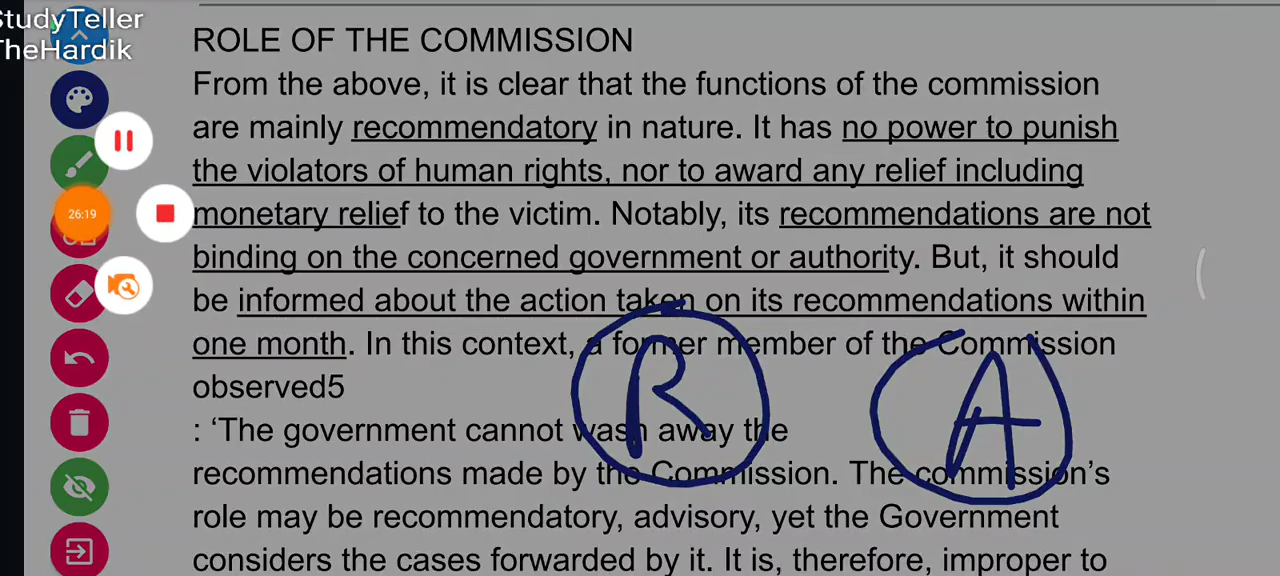 StudyTeller
TheHardik
26:19
ROLE OF THE COMMISSION
From the above, it is clear that the functions of the commission
are mainly recommendatory in nature. It has no power to punish
the violators of human rights, nor to award any relief including
monetary relief to the victim. Notably, its recommendations are not
binding on the concerned government or authority. But, it should
be informed about the action taken on its recommendations within
one month. In this context, a former member of the Commission
observed5
R A
: ‘The government cannot wash away the
recommendations made by the Commission. The commission’s
role may be recommendatory, advisory, yet the Government
considers the cases forwarded by it. It is, therefore, improper to